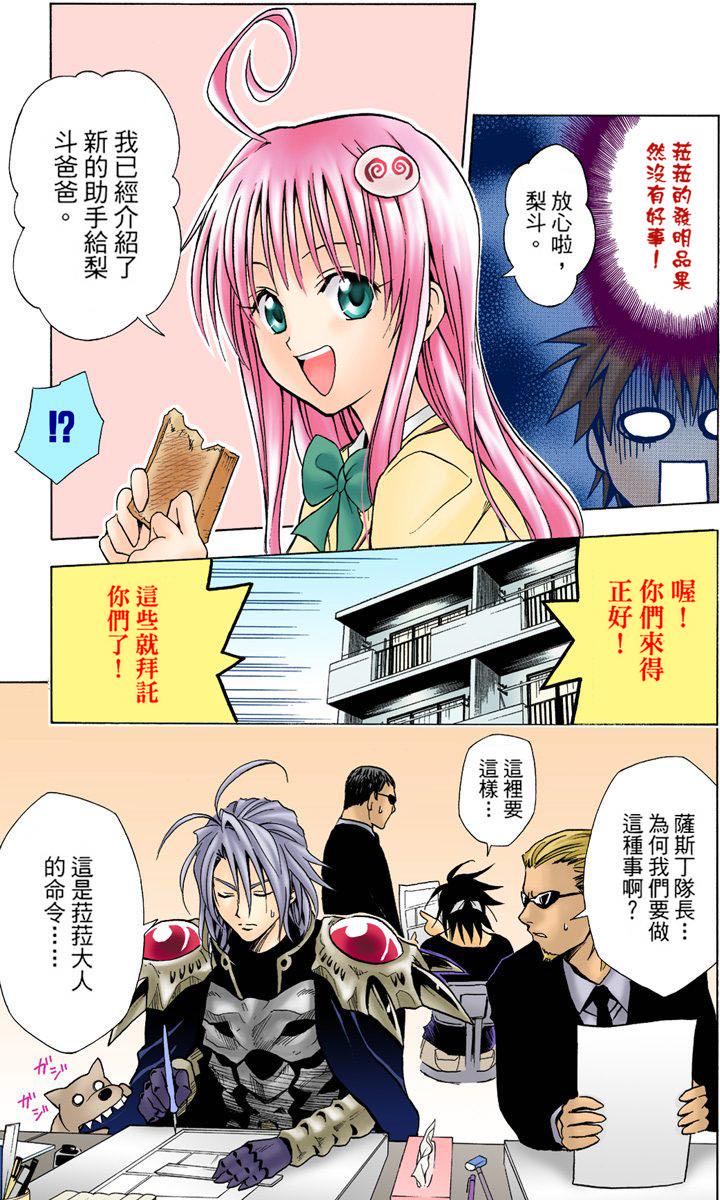 菈菈的發明品果
然沒有好事！
放心啦，
梨斗。
我已經介紹了
新的助手給梨
斗爸爸。
!?
喔！
你們來得
正好！
這些就拜託
你們了！
薩斯丁隊長…
為何我們要做
這種事啊？
這裡要
這樣…
這是菈菈大人
的命令……
ガジ
ガジ